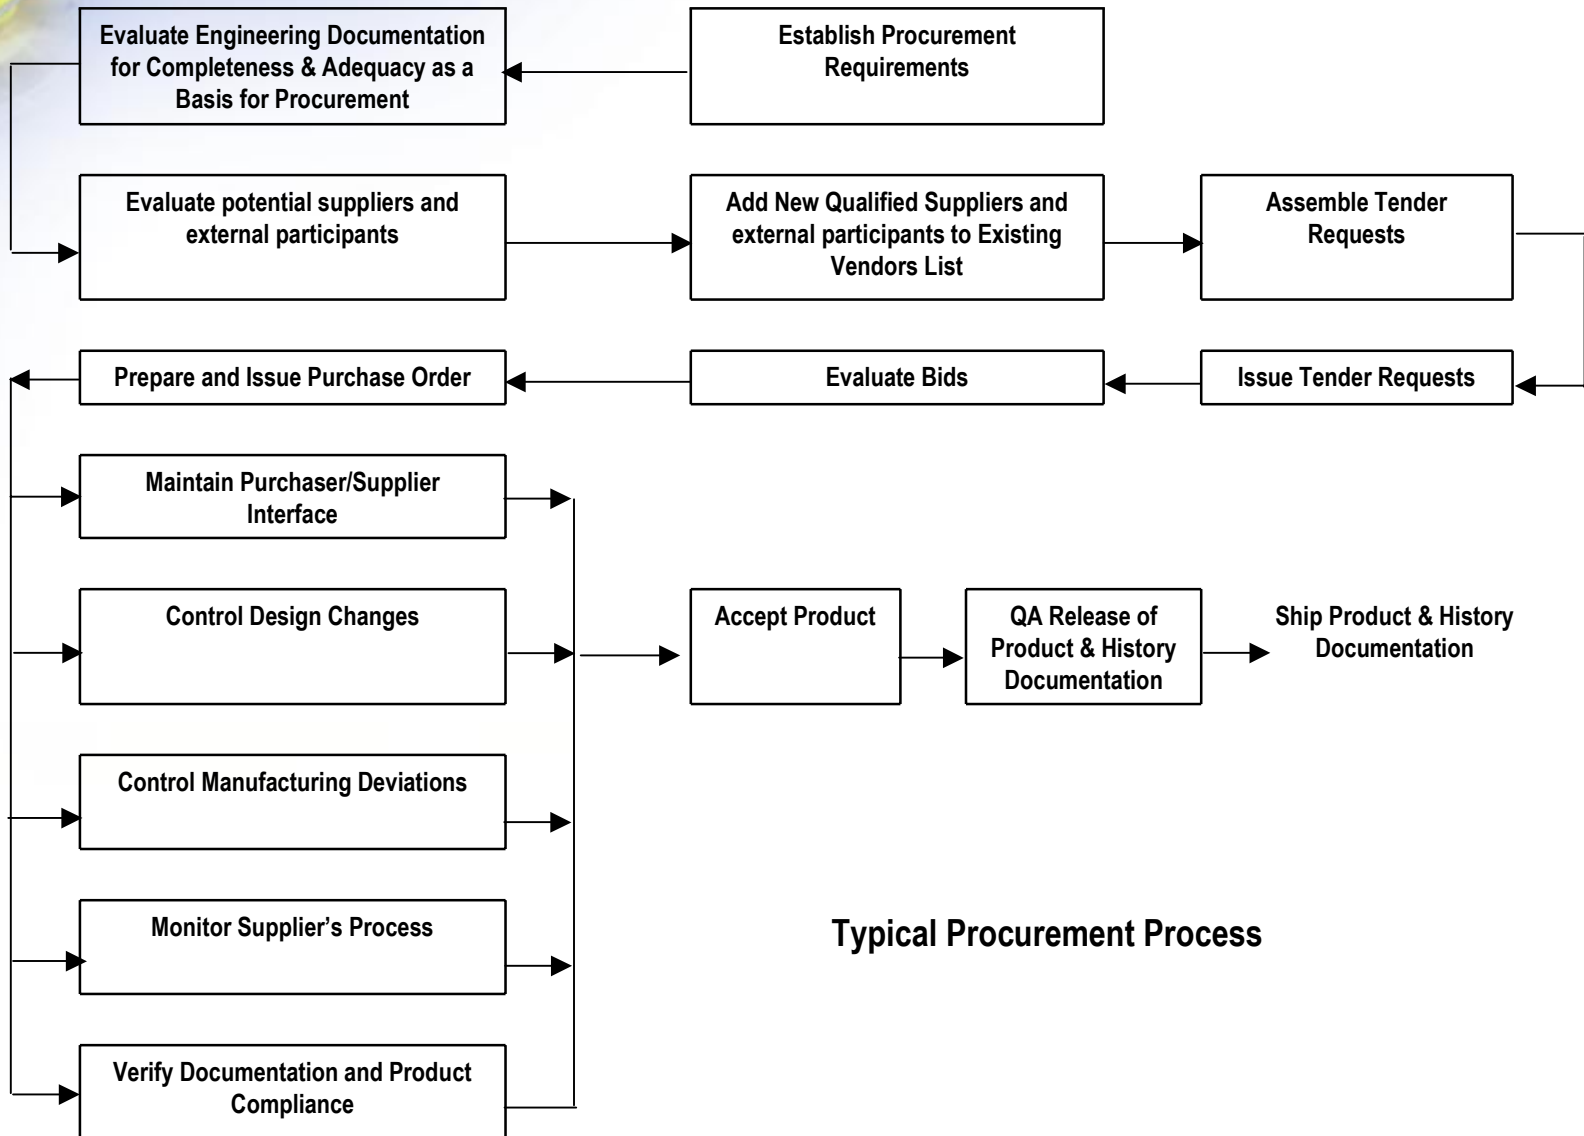 Evaluate Engineering Documentation
for Completeness & Adequacy as a
Basis for Procurement
Establish Procurement
Requirements
Evaluate potential suppliers and
external participants
Add New Qualified Suppliers and
external participants to Existing
Vendors List
Assemble Tender
Requests
Prepare and Issue Purchase Order
Evaluate Bids
Issue Tender Requests
Maintain Purchaser/Supplier
Interface
Control Design Changes
Accept Product
QA Release of
Product & History
Documentation
Ship Product & History
Documentation
Control Manufacturing Deviations
Monitor Supplier’s Process
Typical Procurement Process
Verify Documentation and Product
Compliance